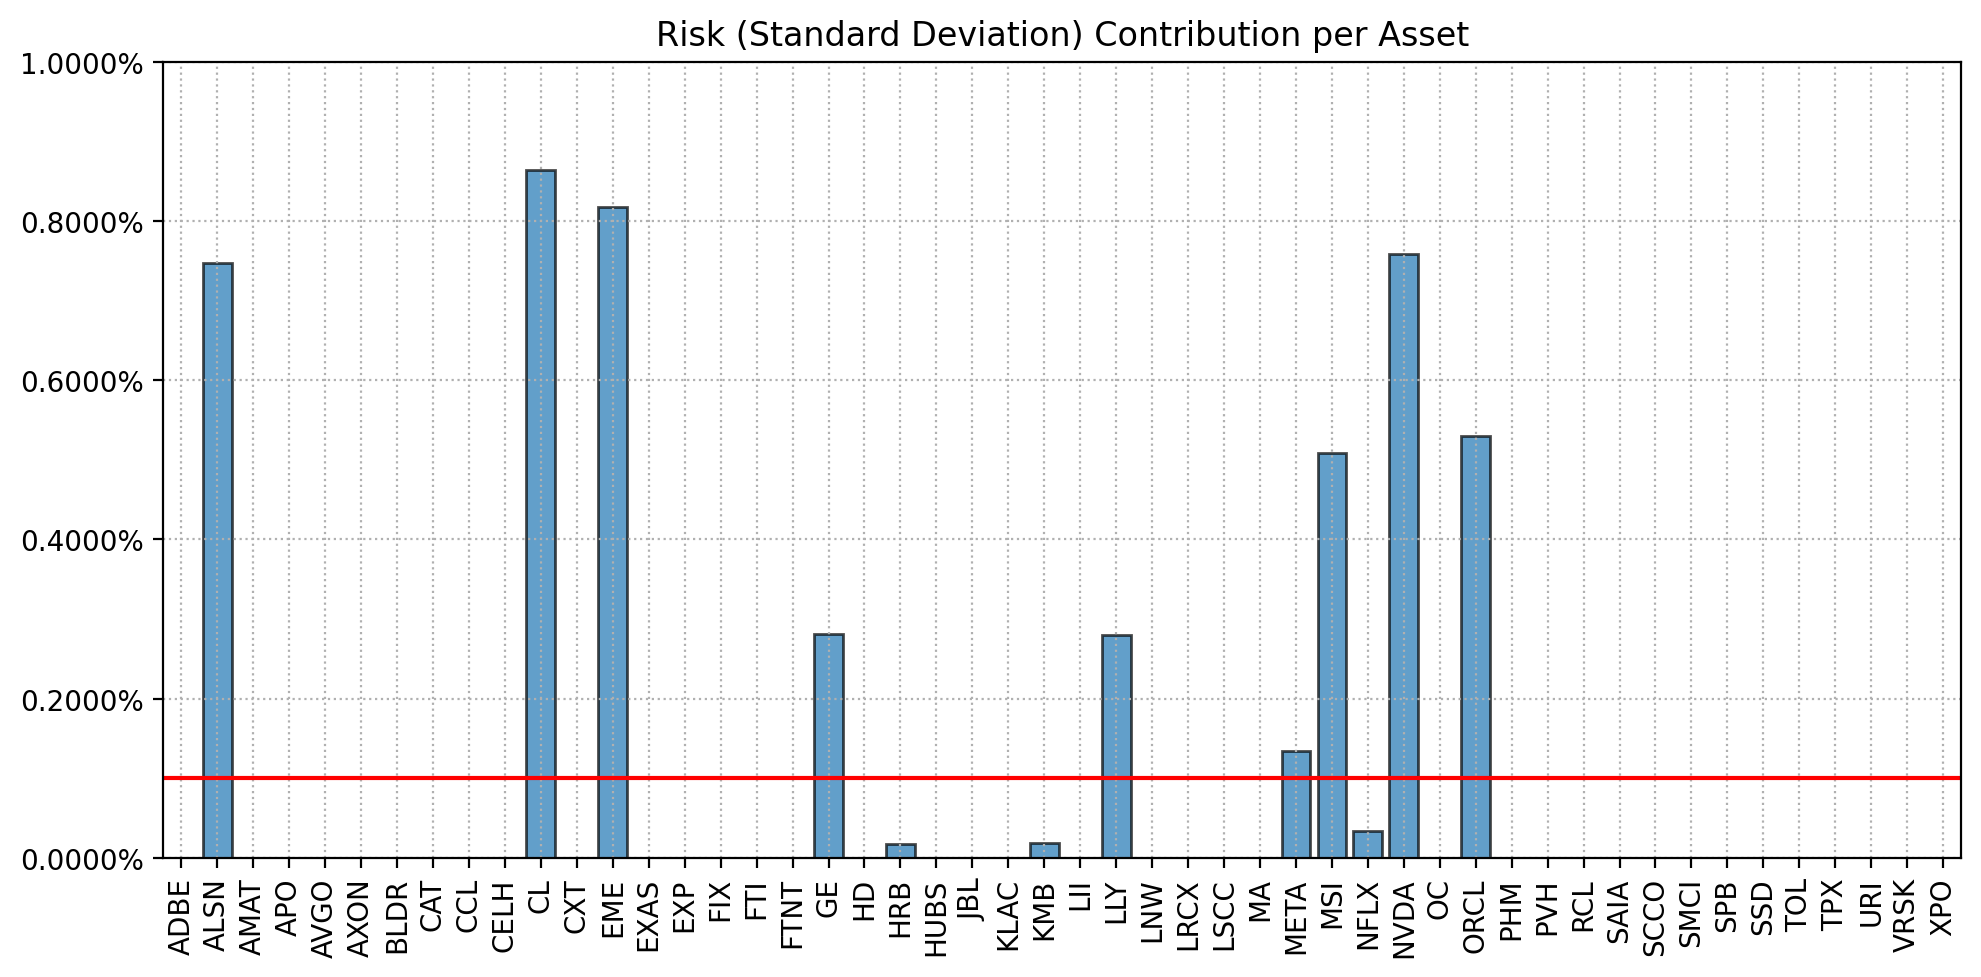 Risk (Standard Deviation) Contribution per Asset
1.0000%
0.8000%
0.6000%
0.4000%
0.2000%
0.0000%
ADBE
ALSN
AMAT
APO
AVGO
AXON
BLDR
CAT
CCL
CELH
CL
CXT
EME
EXAS
EXP
FIX
FTI
FTNT
GE
HD
HRB
HUBS
JBL
KLAC
KMB
LII
LLY
LNW
LRCX
LSCC
MA
META
MSI
NFLX
NVDA
OC
ORCL
PHM
PVH
RCL
SAIA
SCCO
SMCI
SPB
SSD
TOL
TPX
URI
VRSK
XPO